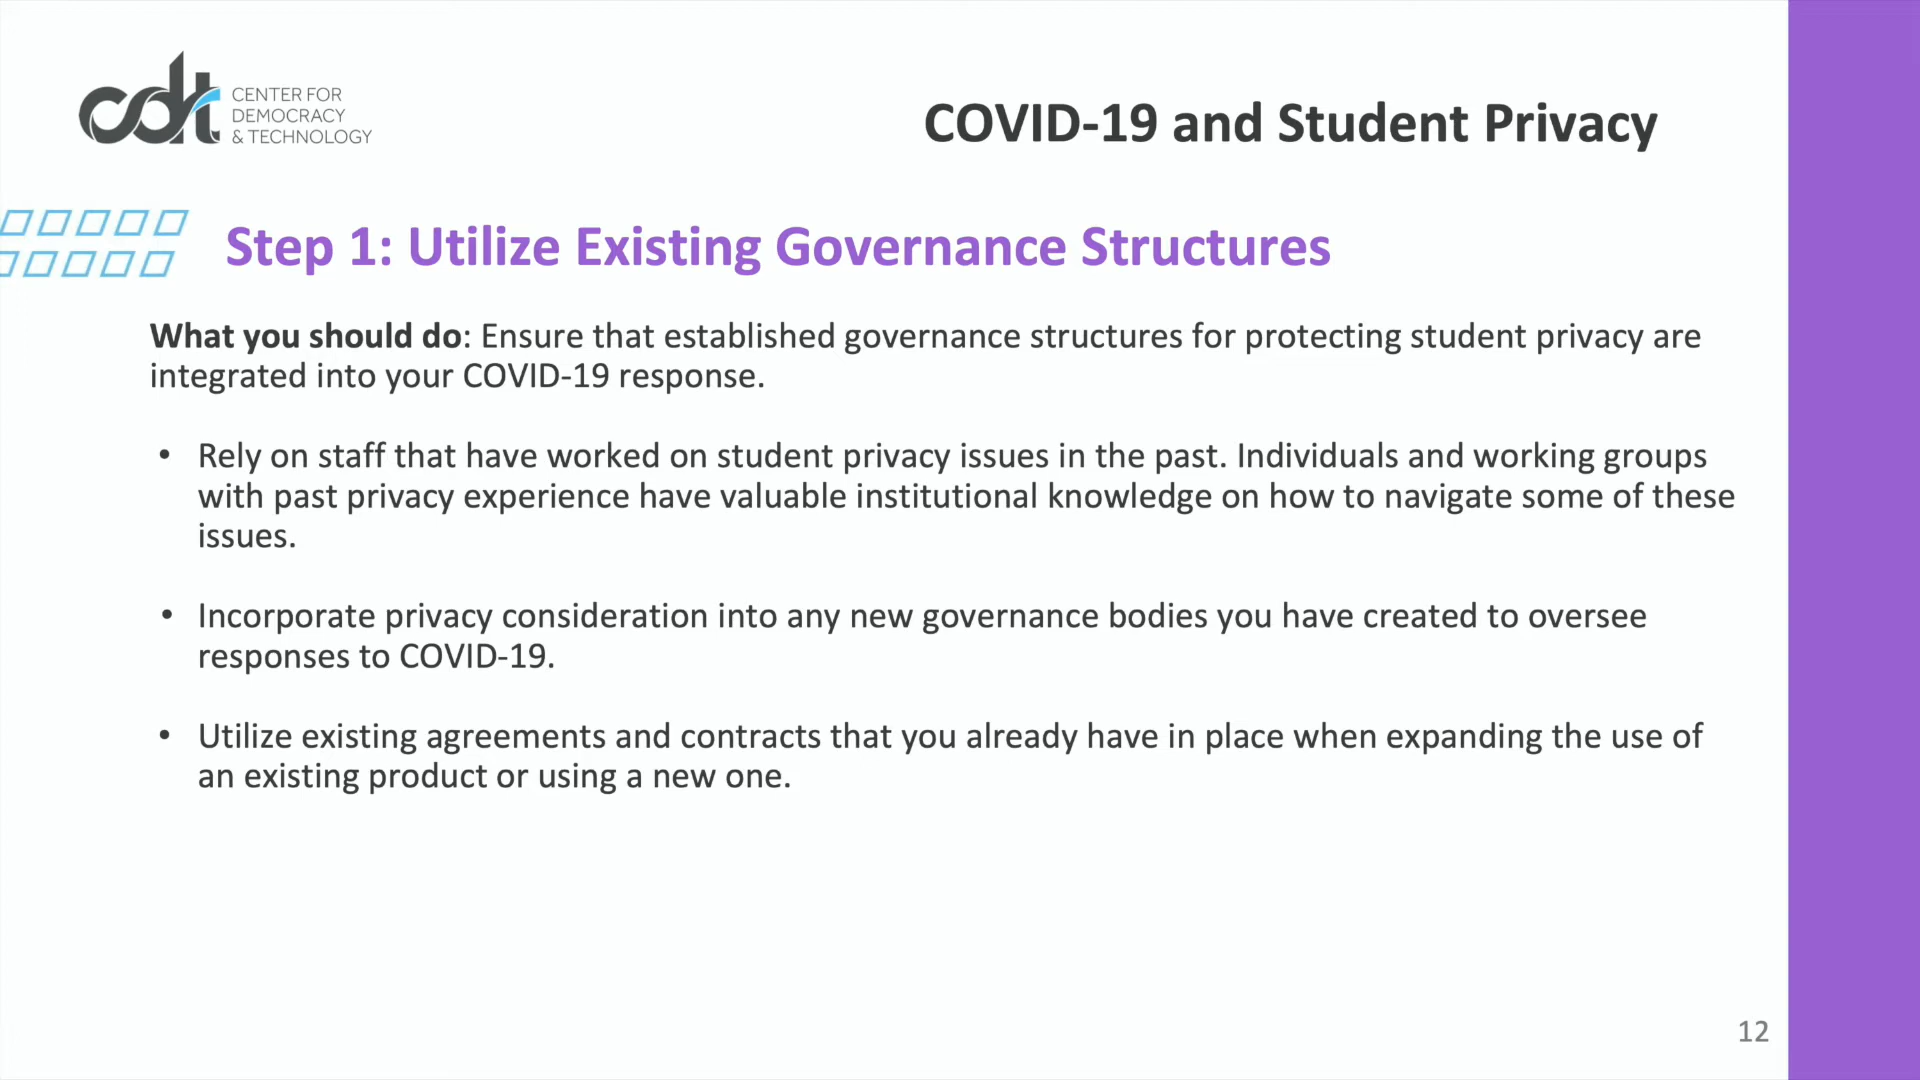 cdt
CENTER FOR
DEMOCRACY
& TECHNOLOGY
COVID-19 and Student Privacy
Step 1: Utilize Existing Governance Structures
What you should do: Ensure that established governance structures for protecting student privacy are
integrated into your COVID-19 response.
• Rely on staff that have worked on student privacy issues in the past. Individuals and working groups
with past privacy experience have valuable institutional knowledge on how to navigate some of these
issues.
• Incorporate privacy consideration into any new governance bodies you have created to oversee
responses to COVID-19.
• Utilize existing agreements and contracts that you already have in place when expanding the use of
an existing product or using a new one.
12